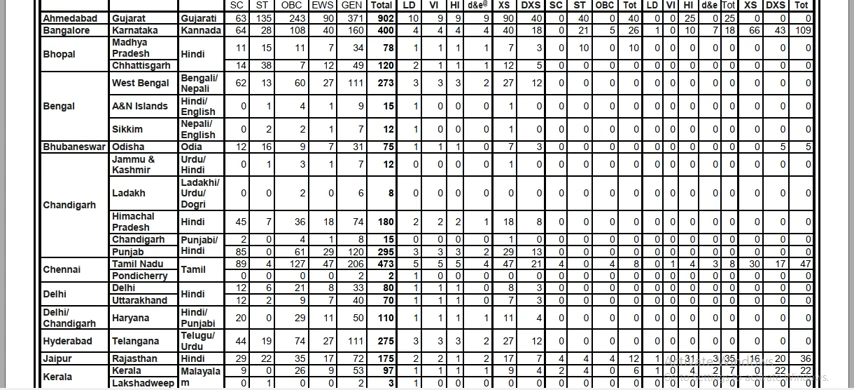 SC ST OBC EWS GEN Total LD VI HI d&e@ XS DXS SC ST OBC Tot LD VI HI d&e Tot XS DXS Tot
Ahmedabad Gujarat Gujarati 63 135 243 90 371 902 10 9 9 9 90 40 0 40 0 40 0 0 25 0 25 0 0 0
Bangalore Karnataka Kannada 64 28 108 40 160 400 4 4 4 4 40 18 0 21 5 26 1 0 10 7 18 66 43 109
Bhopal Madhya Pradesh Hindi 11 15 11 7 34 78 1 1 1 1 7 3 0 10 0 10 0 0 0 0 0 0 0 0
Chhattisgarh 14 38 7 12 49 120 2 1 1 1 12 5 0 0 0 0 0 0 0 0 0 0 0 0
Bengal West Bengal Bengali/ Nepali 62 13 60 27 111 273 3 3 3 2 27 12 0 0 0 0 0 0 0 0 0 0 0 0
A&N Islands Hindi/ English 0 1 4 1 9 15 1 0 0 0 1 0 0 0 0 0 0 0 0 0 0 0 0 0
Sikkim Nepali/ English 0 2 2 1 7 12 1 0 0 0 1 0 0 0 0 0 0 0 0 0 0 0 0 0
Bhubaneswar Odisha Odia 12 16 9 7 31 75 1 1 1 0 7 3 0 0 0 0 0 0 0 0 0 0 5 5
Chandigarh Jammu & Kashmir Urdu/ Hindi 0 1 3 1 7 12 1 0 0 0 1 0 0 0 0 0 0 0 0 0 0 0 0 0
Ladakh Ladakhi/ Urdu/ Dogri 0 0 2 0 6 8 1 0 0 0 0 0 0 0 0 0 0 0 0 0 0 0 0 0
Himachal Pradesh Hindi 45 7 36 18 74 180 2 2 2 1 18 8 0 0 0 0 0 0 0 0 0 0 0 0
Chandigarh Punjabi/ Hindi 2 0 4 1 8 15 1 0 0 0 1 0 0 0 0 0 0 0 0 0 0 0 0 0
Punjab 85 0 61 29 120 295 3 3 3 2 29 13 0 0 0 0 0 0 0 0 0 0 0 0
Chennai Tamil Nadu Tamil 89 4 127 47 206 473 5 5 5 4 47 21 4 0 4 8 0 1 4 3 8 30 17 47
Pondicherry 0 0 0 0 2 2 1 0 0 0 0 0 0 0 0 0 0 0 0 0 0 0 0 0
Delhi Delhi Hindi 12 6 21 8 33 80 1 1 1 0 8 3 0 0 0 0 0 0 0 0 0 0 0 0
Uttarakhand 12 2 9 7 40 70 1 1 1 0 7 3 0 0 0 0 0 0 0 0 0 0 0 0
Delhi/ Chandigarh Haryana Hindi/ Punjabi 20 0 29 11 50 110 1 1 1 1 11 4 0 0 0 0 0 0 0 0 0 0 0 0
Hyderabad Telangana Telugu/ Urdu 44 19 74 27 111 275 3 3 3 2 27 12 0 0 0 0 0 0 0 0 0 0 0 0
Jaipur Rajasthan Hindi 29 22 35 17 72 175 2 2 1 2 17 7 4 4 4 12 1 0 31 3 35 16 20 36
Kerala Kerala Malayala m 9 0 26 9 53 97 1 1 1 0 9 4 2 4 0 6 1 0 0 22 22
Lakshadweep 0 1 0 0 2 3 1 0 0 0 0 0 0 0 0 0